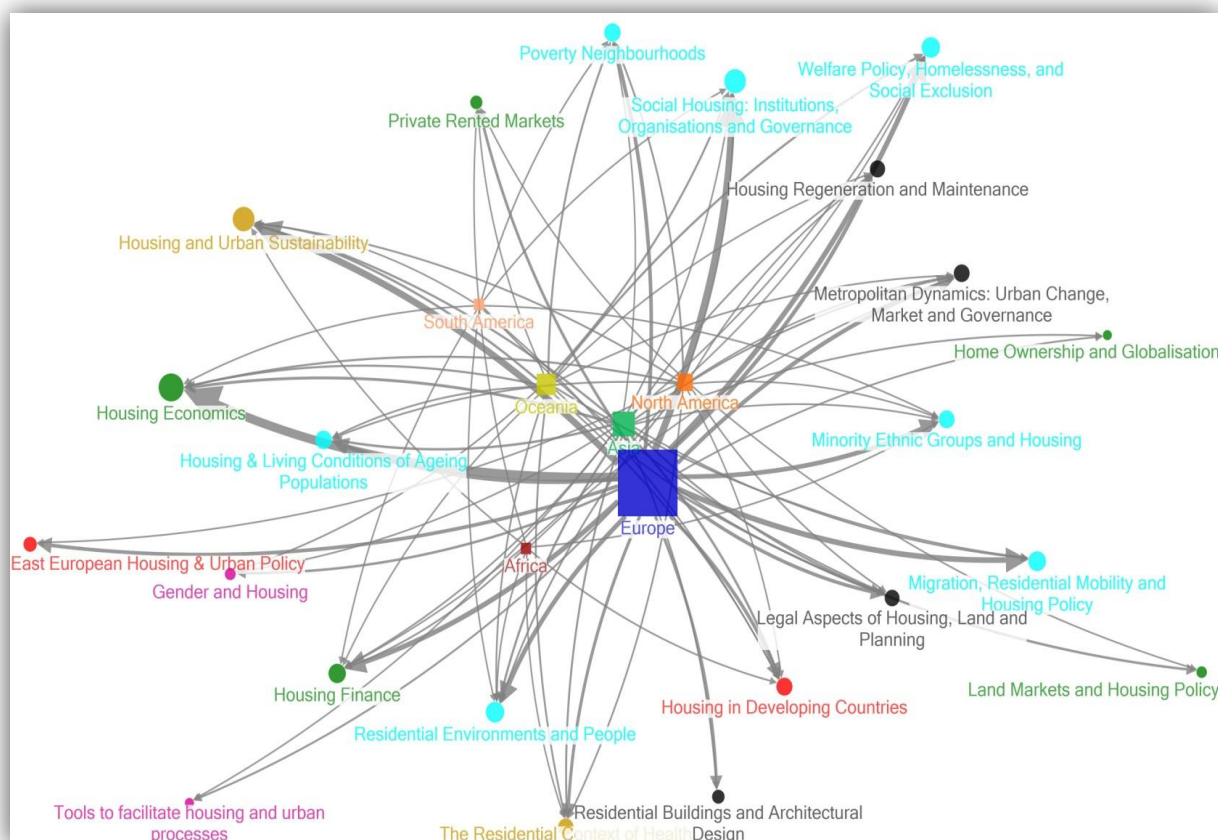 Poverty Neighbourhoods
Welfare Policy, Homelessness, and
Social Exclusion
Social Housing: Institutions,
Organisations and Governance
Private Rented Markets
Housing Regeneration and Maintenance
Housing and Urban Sustainability
Metropolitan Dynamics: Urban Change,
Market and Governance
South America
Home Ownership and Globalisation
Oceania
North America
Housing Economics
Minority Ethnic Groups and Housing
Asia
Housing & Living Conditions of Ageing
Populations
Europe
East European Housing & Urban Policy
Africa
Gender and Housing
Migration, Residential Mobility and
Housing Policy
Legal Aspects of Housing, Land and
Planning
Housing Finance
Land Markets and Housing Policy
Housing in Developing Countries
Residential Environments and People
Tools to facilitate housing and urban
processes
Residential Buildings and Architectural
Design
The Residential Context of Health